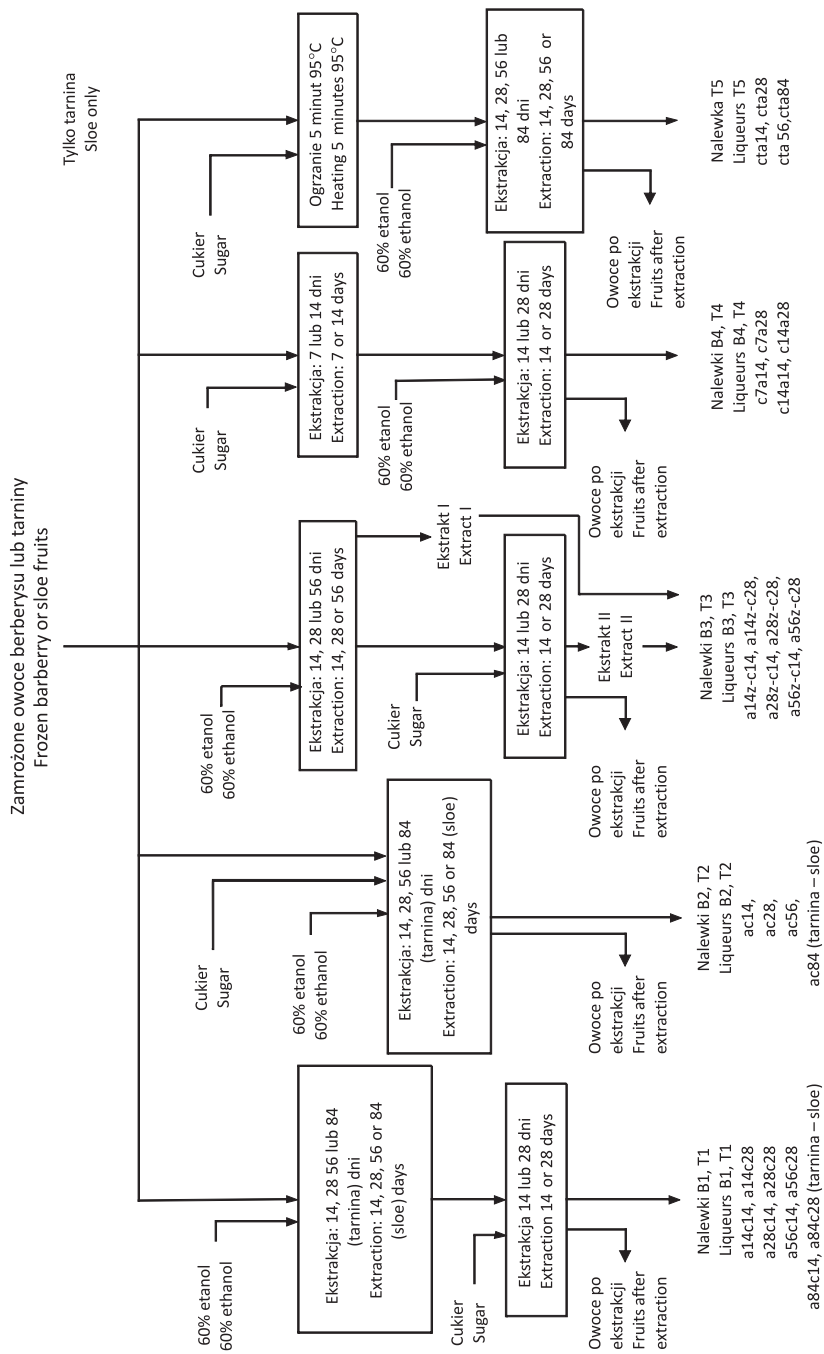 Zamrożone owoce berberysu lub tarniny
Frozen barberry or sloe fruits
Tylko tarnina
Sloe only
60% etanol
60% ethanol
Ekstrakcja: 14, 28 56 lub 84
(tarnina) dni
Extraction: 14, 28, 56 or 84
(sloe) days
Cukier
Sugar
Ekstrakcja 14 lub 28 dni
Extraction 14 or 28 days
Owoce po
ekstrakcji
Fruits after
extraction
Nalewki B1, T1
Liqueurs B1, T1
a14c14, a14c28
a28c14, a28c28
a56c14, a56c28
a84c14, a84c28 (tarnina – sloe)
Cukier
Sugar
60% etanol
60% ethanol
Ekstrakcja: 14, 28, 56 lub 84
(tarnina) dni
Extraction: 14, 28, 56 or 84 (sloe)
days
Owoce po
ekstrakcji
Fruits after
extraction
Nalewki B2, T2
Liqueurs B2, T2
ac14,
ac28,
ac56,
ac84 (tarnina – sloe)
60% etanol
60% ethanol
Ekstrakcja: 14, 28 lub 56 dni
Extraction: 14, 28 or 56 days
Ekstrakt I
Extract I
Cukier
Sugar
Ekstrakcja: 14 lub 28 dni
Extraction: 14 or 28 days
Ekstrakt II
Extract II
Owoce po
ekstrakcji
Fruits after
extraction
Nalewki B3, T3
Liqueurs B3, T3
a14z-c14, a14z-c28,
a28z-c14, a28z-c28,
a56z-c14, a56z-c28
Cukier
Sugar
Ekstrakcja: 7 lub 14 dni
Extraction: 7 or 14 days
60% etanol
60% ethanol
Ekstrakcja: 14 lub 28 dni
Extraction: 14 or 28 days
Owoce po
ekstrakcji
Fruits after
extraction
Nalewki B4, T4
Liqueurs B4, T4
c7a14, c7a28
c14a14, c14a28
Cukier
Sugar
Ogrzanie 5 minut 95°C
Heating 5 minutes 95°C
60% etanol
60% ethanol
Ekstrakcja: 14, 28, 56 lub
84 dni
Extraction: 14, 28, 56 or
84 days
Owoce po
ekstrakcji
Fruits after
extraction
Nalewka T5
Liqueurs T5
cta14, cta28
cta 56,cta84